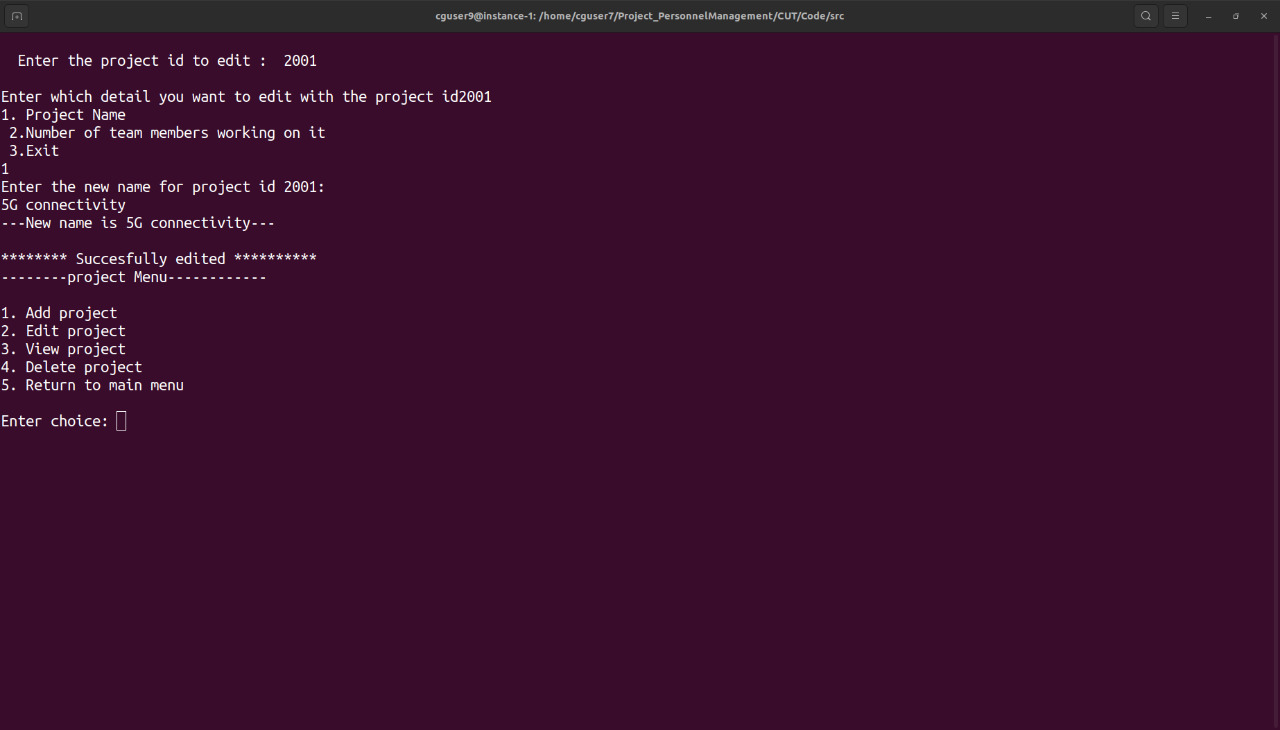 cguser9@instance-1: /home/cguser7/Project_PersonnelManagement/CUT/Code/src
Enter the project id to edit :  2001
Enter which detail you want to edit with the project id2001
1. Project Name
2.Number of team members working on it
3.Exit
1
Enter the new name for project id 2001:
5G connectivity
---New name is 5G connectivity---
******** Succesfully edited **********
--------project Menu------------
1. Add project
2. Edit project
3. View project
4. Delete project
5. Return to main menu
Enter choice: